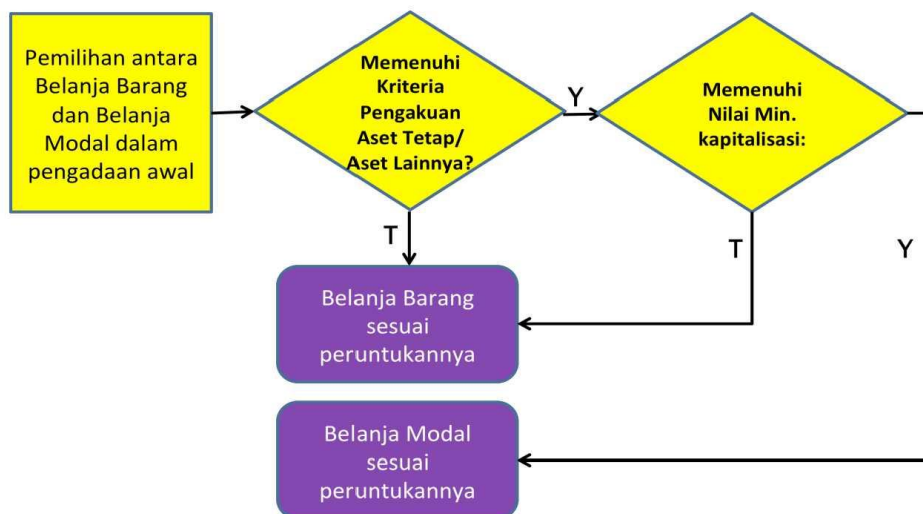 Pemilihan antara
Belanja Barang
dan Belanja
Modal dalam
pengadaan awal
Memenuhi
Kriteria
Pengakuan
Aset Tetap/
Aset Lainnya?
Y
Memenuhi
Nilai Min.
kapitalisasi:
T
T
Y
Belanja Barang
sesuai
peruntukannya
Belanja Modal
sesuai
peruntukannya